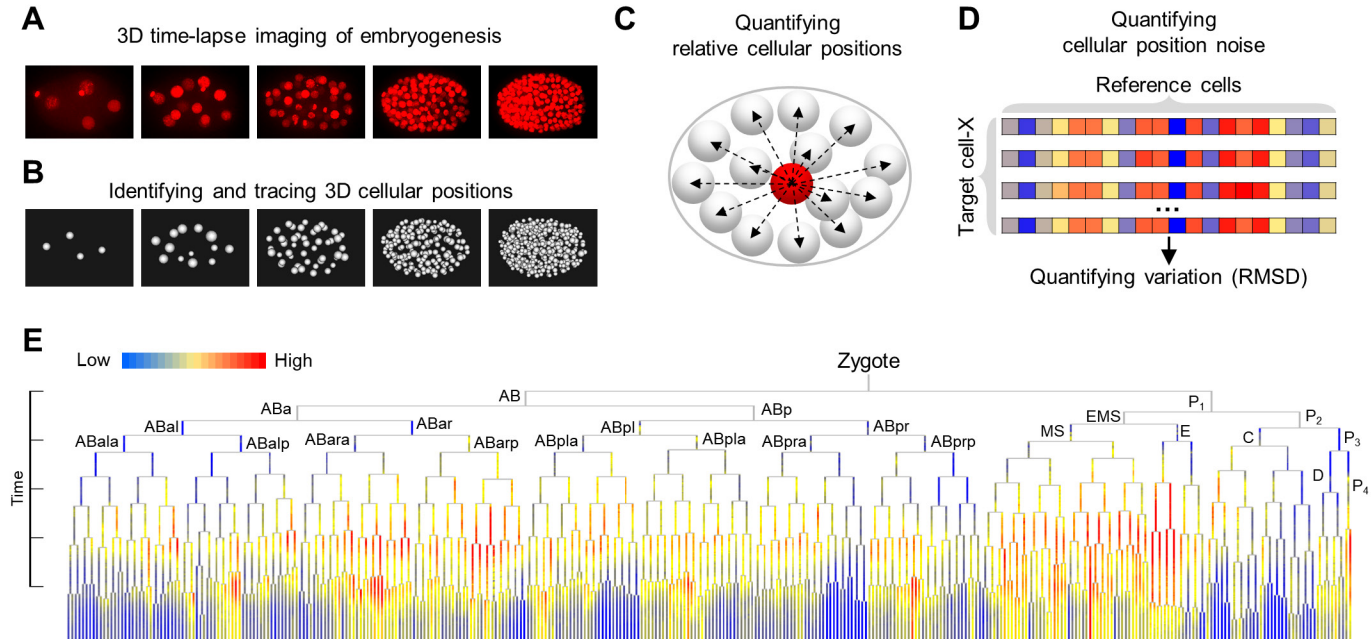 A
3D time-lapse imaging of embryogenesis
B
Identifying and tracing 3D cellular positions
C
Quantifying
relative cellular positions
D
Quantifying
cellular position noise
Reference cells
Target cell-X
...
Quantifying variation (RMSD)
E
Low
High
Zygote
AB
P1
ABa
ABp
EMS
P2
ABal
ABar
ABpl
ABpr
MS
E
C
P3
ABala
ABalp
ABara
ABarp
ABpla
ABpla
ABpra
ABprp
D
P4
Time